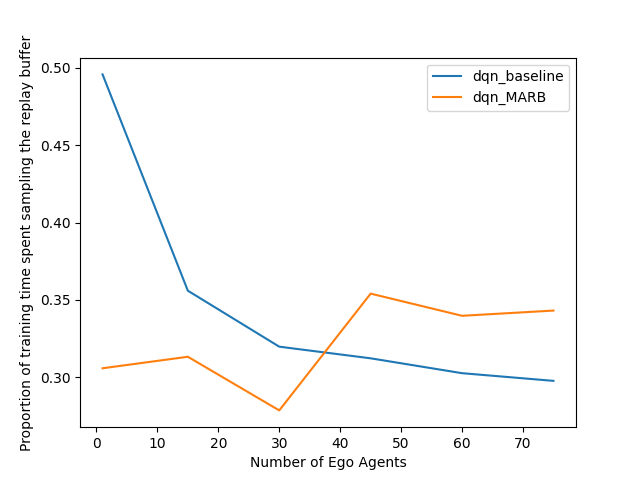 Proportion of training time spent sampling the replay buffer
0.50
0.45
0.40
0.35
0.30
dqn_baseline
dqn_MARB
0 10 20 30 40 50 60 70
Number of Ego Agents